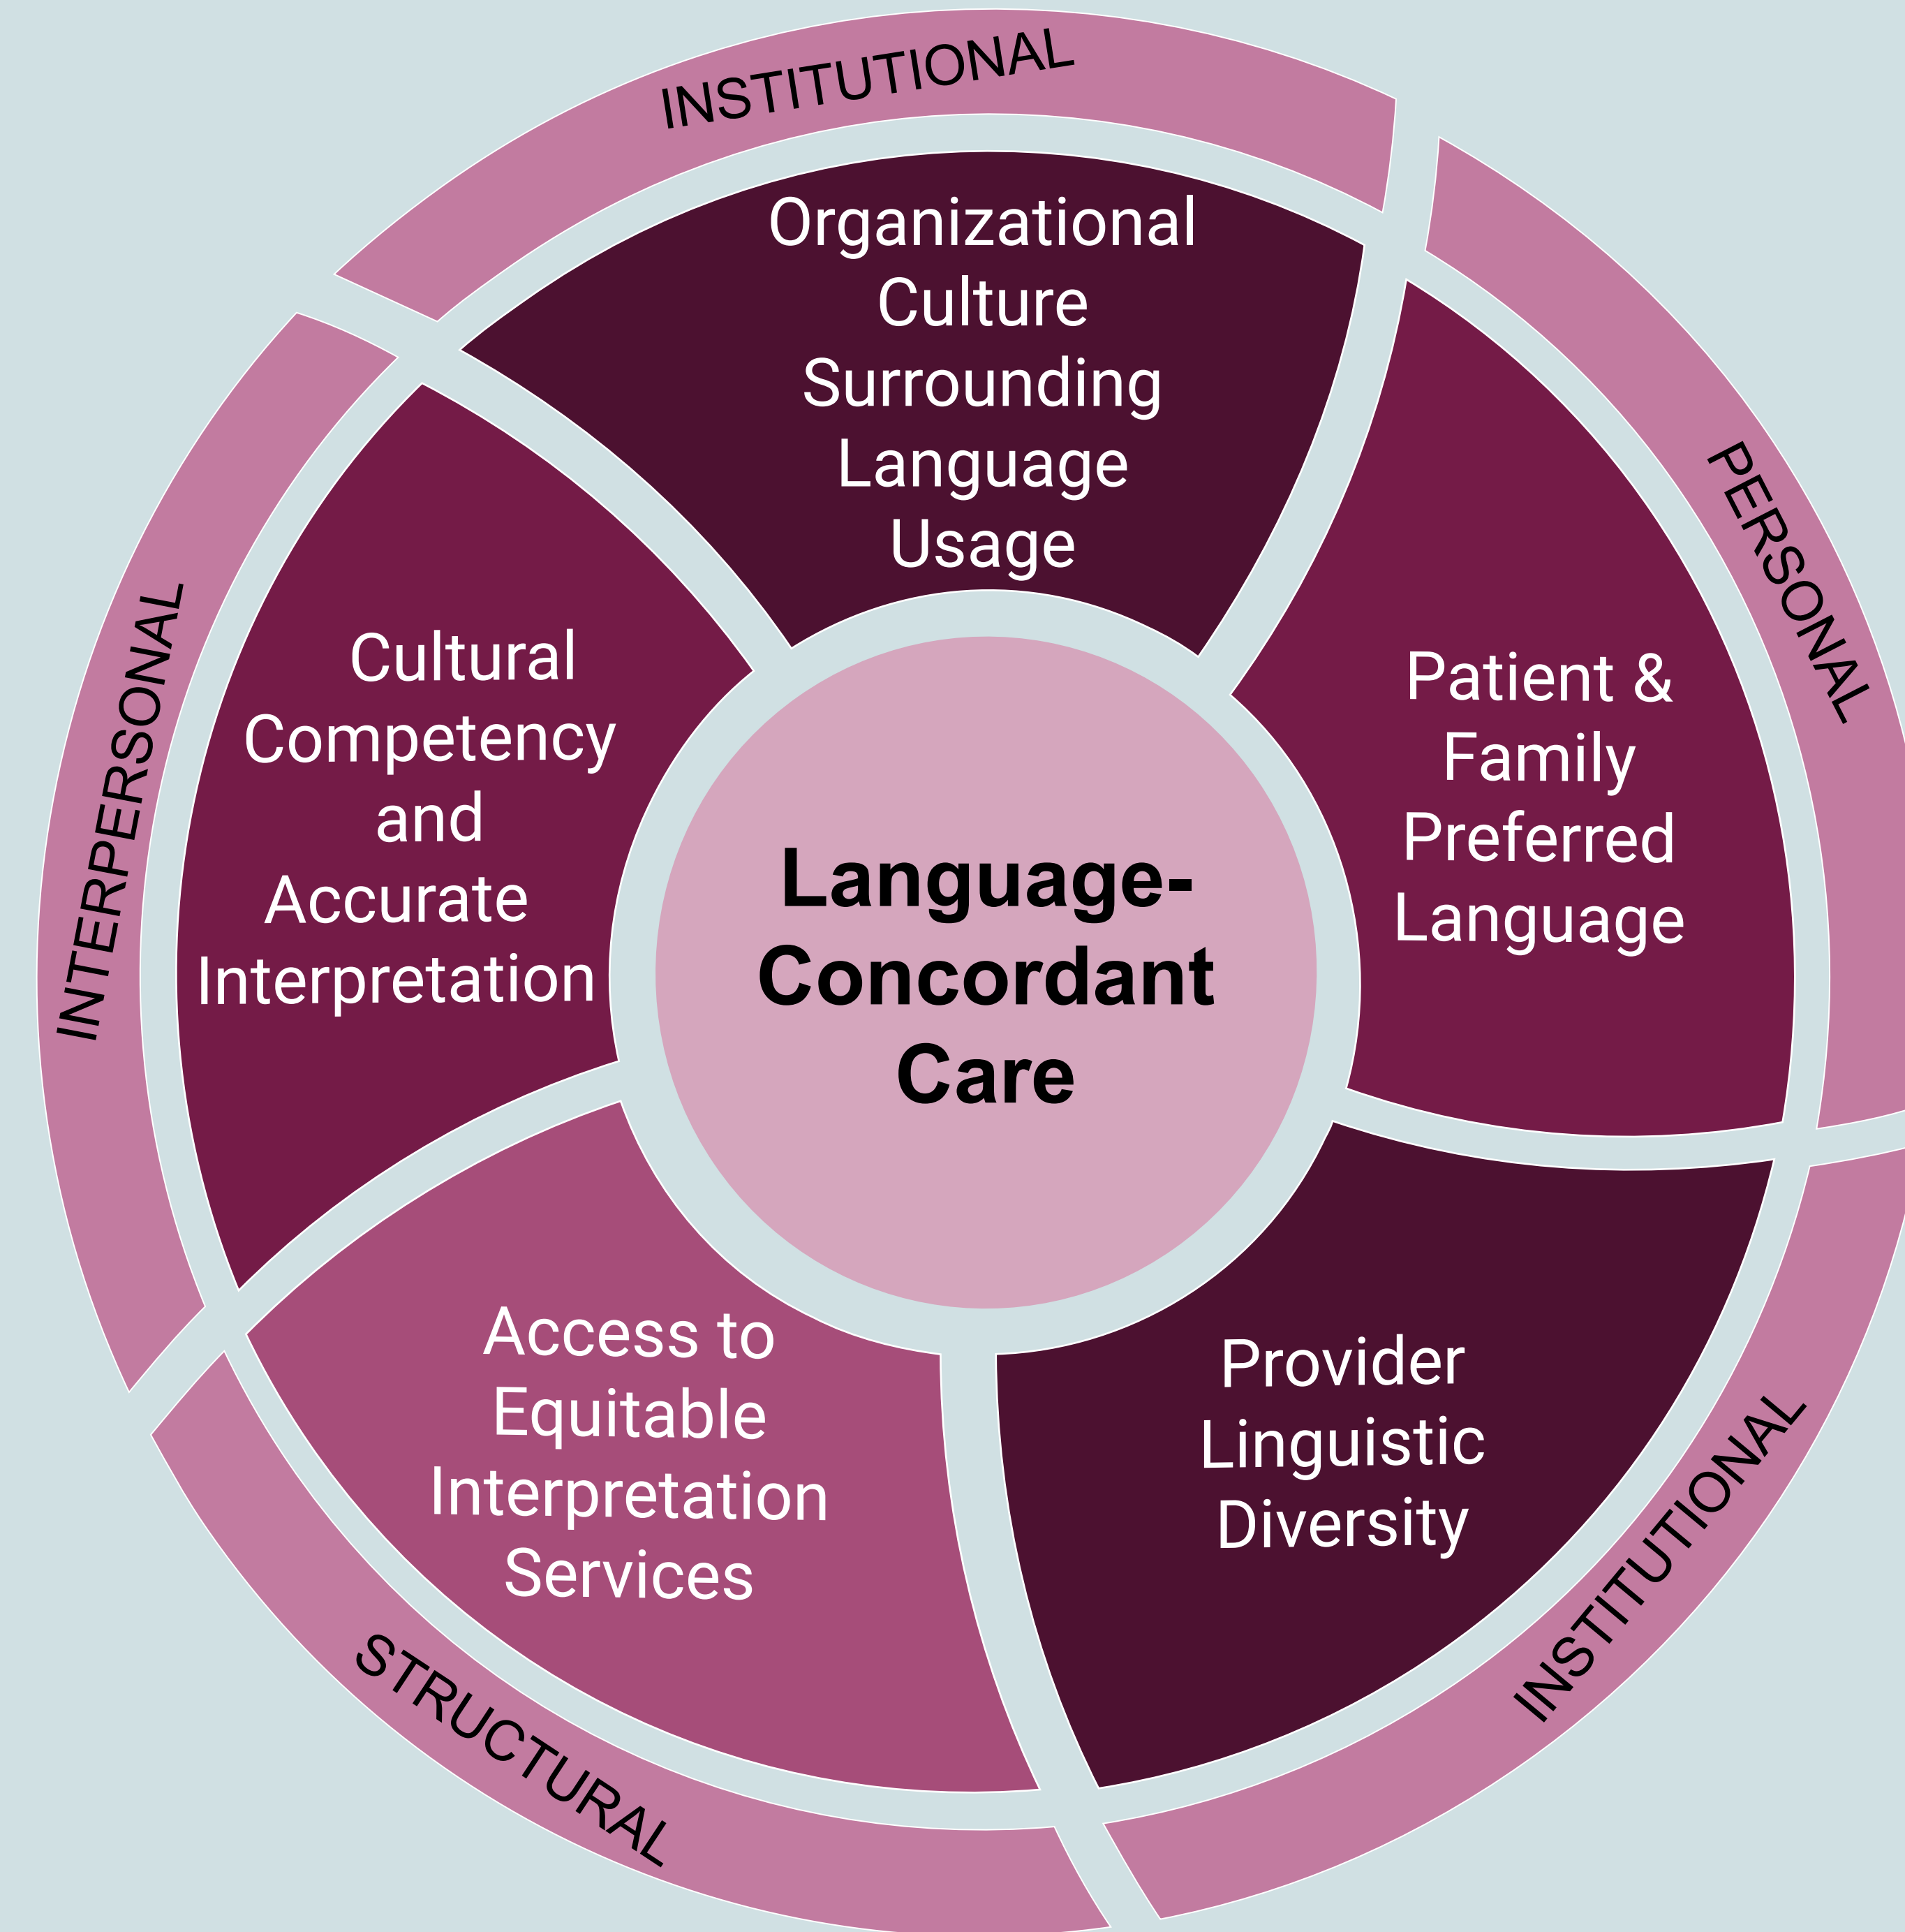 INSTITUTIONAL
Organizational
Culture
Surrounding
Language
Usage
PERSONAL
Patient &
Family
Preferred
Language
INSTITUTIONAL
Provider
Linguistic
Diversity
STRUCTURAL
Access to
Equitable
Interpretation
Services
INTERPERSONAL
Cultural
Competency
and
Accurate
Interpretation
Language-
Concordant
Care